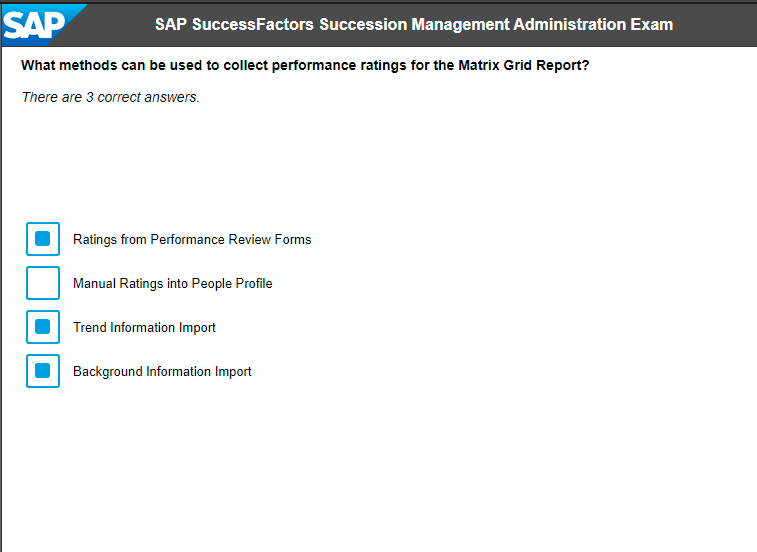 SAP
SAP SuccessFactors Succession Management Administration Exam
What methods can be used to collect performance ratings for the Matrix Grid Report?
There are 3 correct answers.
Ratings from Performance Review Forms
Manual Ratings into People Profile
Trend Information Import
Background Information Import